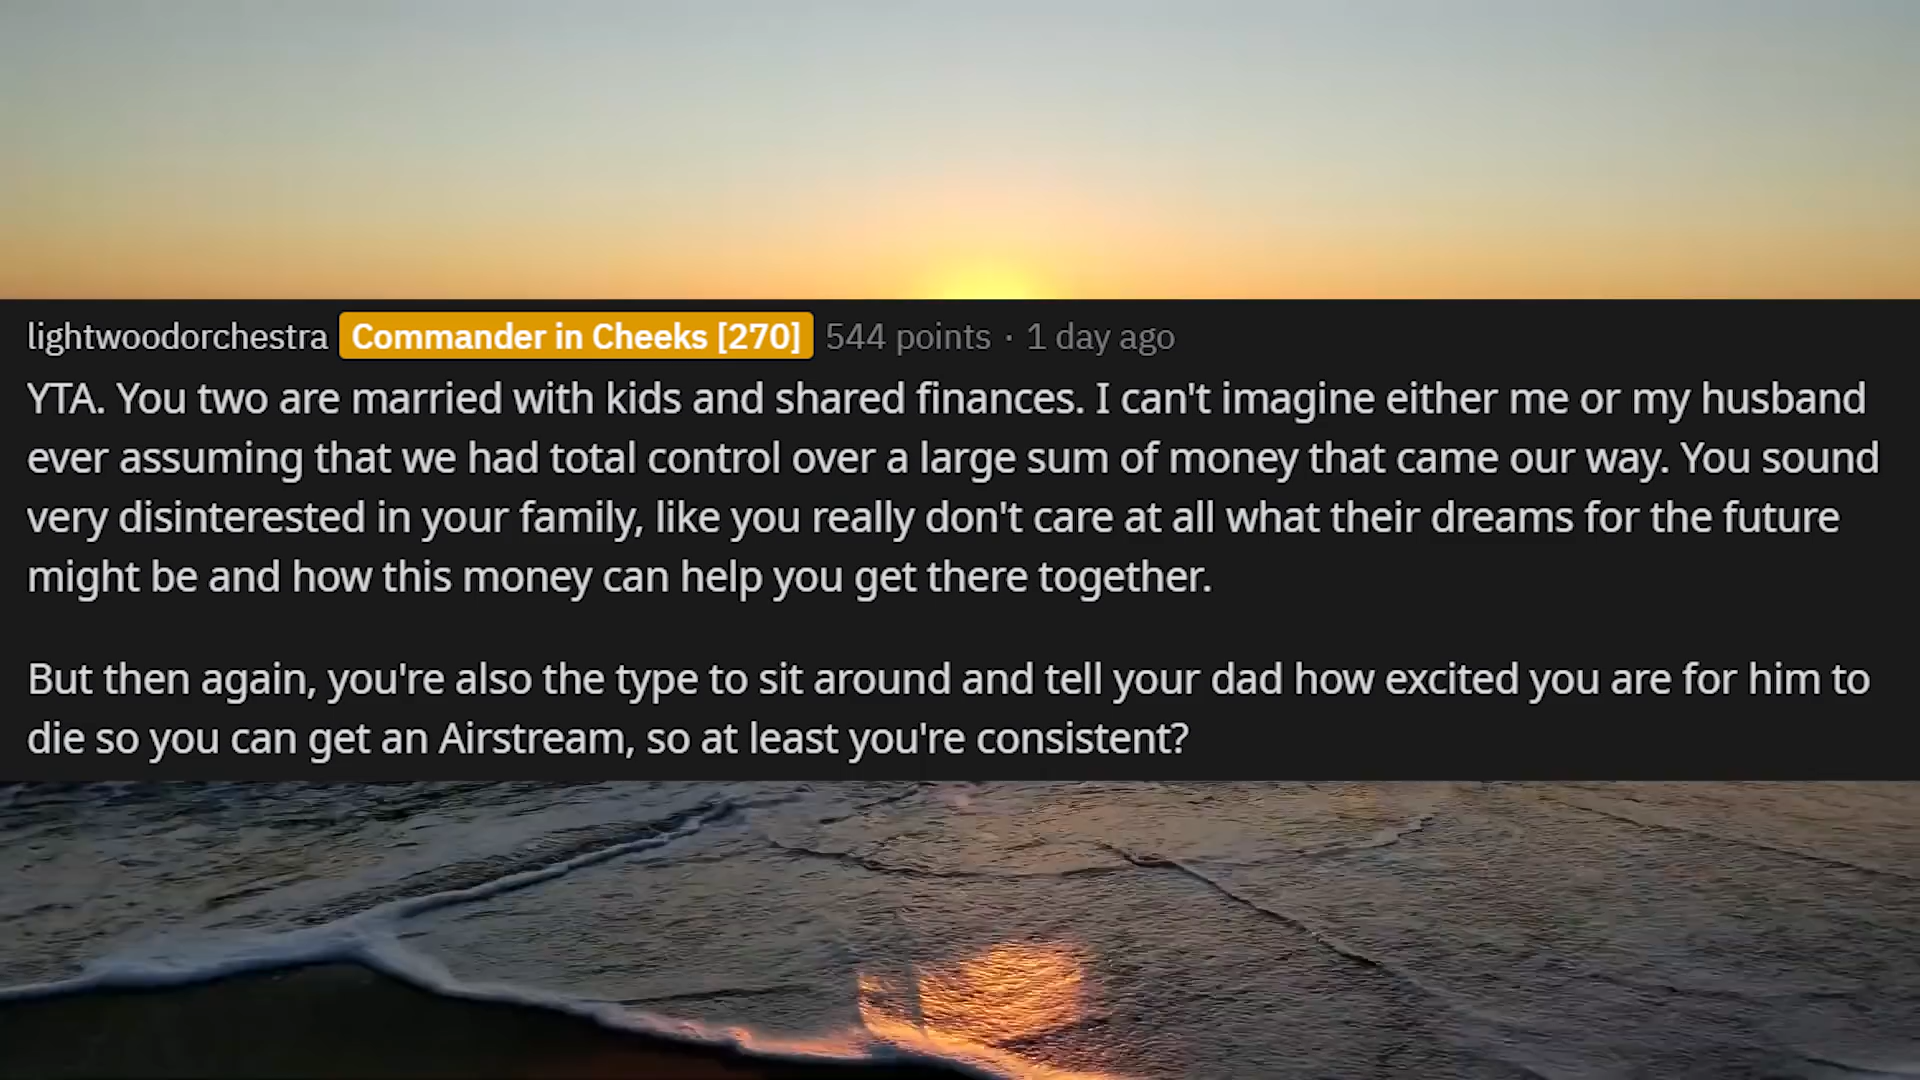 lightwoodorchestra Commander in Cheeks [270] 544 points · 1 day ago
YTA. You two are married with kids and shared finances. I can't imagine either me or my husband
ever assuming that we had total control over a large sum of money that came our way. You sound
very disinterested in your family, like you really don't care at all what their dreams for the future
might be and how this money can help you get there together.
But then again, you're also the type to sit around and tell your dad how excited you are for him to
die so you can get an Airstream, so at least you're consistent?